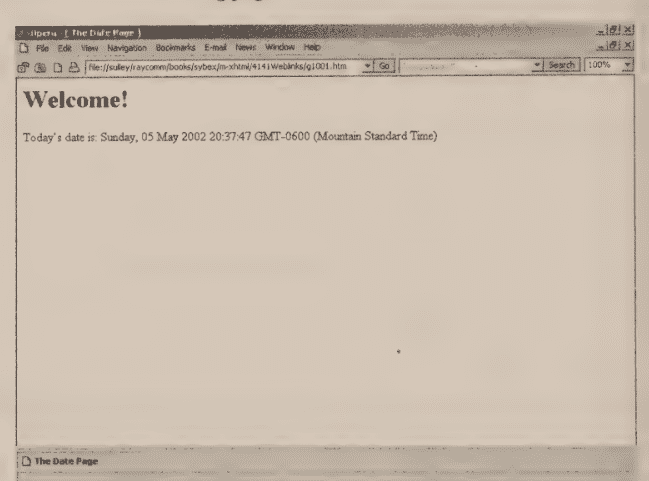 Opera - [ The Date Page ]
File Edit View Navigation Bookmarks E-mail News Window Help
file://sulley/raycomm/books/sybex/m-xhtml/4141Weblinks/g1001.htm Go Search 100%
Welcome!
Today's date is: Sunday, 05 May 2002 20:37:47 GMT-0600 (Mountain Standard Time)
The Date Page